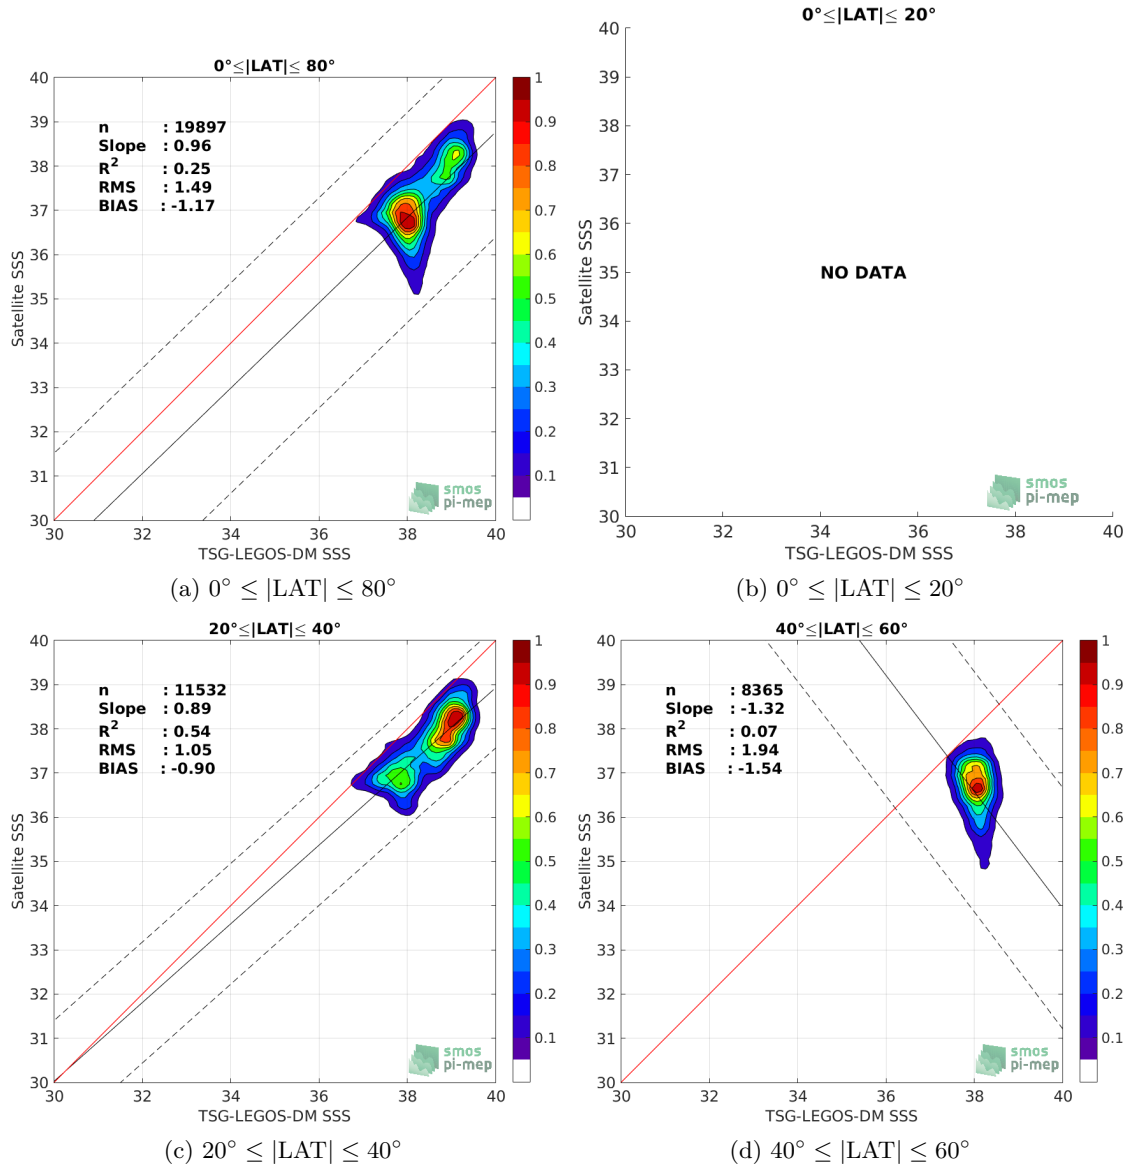 0°≤|LAT|≤ 80°
40
39
38
37
36
35
34
33
32
31
30
Satellite SSS
n : 19897
Slope : 0.96
R² : 0.25
RMS : 1.49
BIAS : -1.17
1
0.9
0.8
0.7
0.6
0.5
0.4
0.3
0.2
0.1
smos
pi-mep
30 32 34 36 38 40
TSG-LEGOS-DM SSS
(a) 0° ≤ |LAT| ≤ 80°
0°≤|LAT|≤ 20°
40
39
38
37
36
35
34
33
32
31
30
Satellite SSS
NO DATA
smos
pi-mep
30 32 34 36 38 40
TSG-LEGOS-DM SSS
(b) 0° ≤ |LAT| ≤ 20°
20°≤|LAT|≤ 40°
40
39
38
37
36
35
34
33
32
31
30
Satellite SSS
n : 11532
Slope : 0.89
R² : 0.54
RMS : 1.05
BIAS : -0.90
1
0.9
0.8
0.7
0.6
0.5
0.4
0.3
0.2
0.1
smos
pi-mep
30 32 34 36 38 40
TSG-LEGOS-DM SSS
(c) 20° ≤ |LAT| ≤ 40°
40°≤|LAT|≤ 60°
40
39
38
37
36
35
34
33
32
31
30
Satellite SSS
n : 8365
Slope : -1.32
R² : 0.07
RMS : 1.94
BIAS : -1.54
1
0.9
0.8
0.7
0.6
0.5
0.4
0.3
0.2
0.1
smos
pi-mep
30 32 34 36 38 40
TSG-LEGOS-DM SSS
(d) 40° ≤ |LAT| ≤ 60°